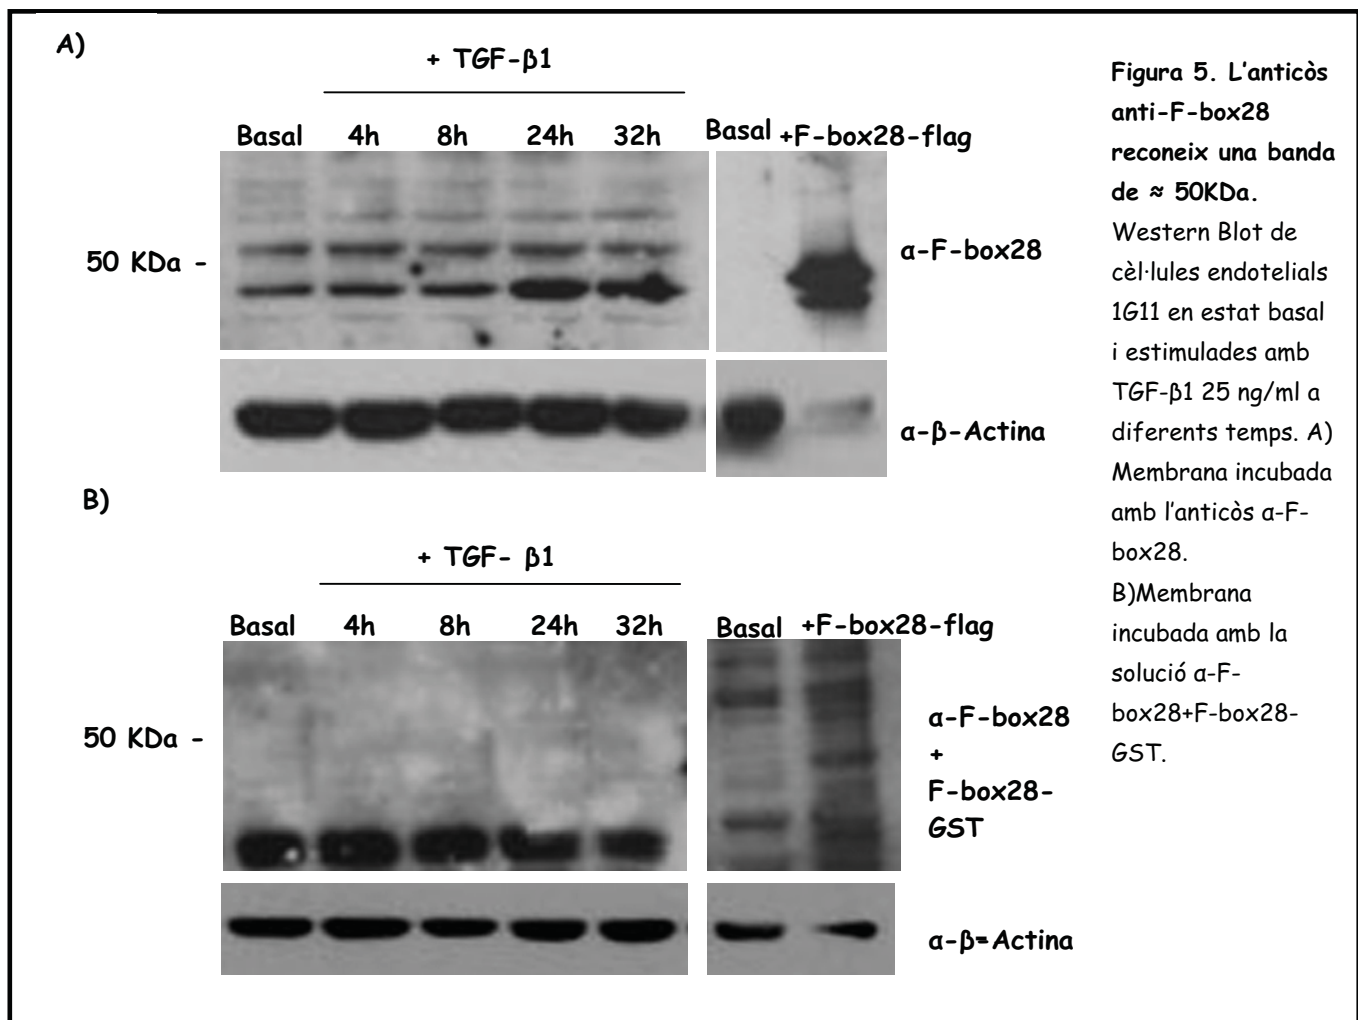 A)
+ TGF-β1
Basal 4h 8h 24h 32h
Basal +F-box28-flag
50 KDa -
α-F-box28
α-β-Actina
B)
+ TGF- β1
Basal 4h 8h 24h 32h
Basal +F-box28-flag
50 KDa -
α-F-box28
+
F-box28-
GST
α-β=Actina
Figura 5. L'anticòs
anti-F-box28
reconeix una banda
de ≈ 50KDa.
Western Blot de
cèl·lules endotelials
1G11 en estat basal
i estimulades amb
TGF-β1 25 ng/ml a
diferents temps. A)
Membrana incubada
amb l'anticòs α-F-
box28.
B)Membrana
incubada amb la
solució α-F-
box28+F-box28-
GST.